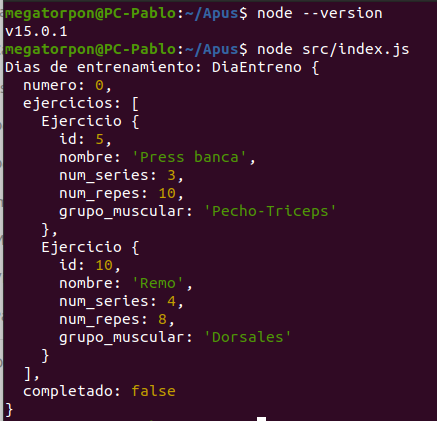 megatorpon@PC-Pablo:~/Apus$ node --version
v15.0.1
megatorpon@PC-Pablo:~/Apus$ node src/index.js
Dias de entrenamiento: DiaEntreno {
  numero: 0,
  ejercicios: [
    Ejercicio {
      id: 5,
      nombre: 'Press banca',
      num_series: 3,
      num_repes: 10,
      grupo_muscular: 'Pecho-Triceps'
    },
    Ejercicio {
      id: 10,
      nombre: 'Remo',
      num_series: 4,
      num_repes: 8,
      grupo_muscular: 'Dorsales'
    }
  ],
  completado: false
}